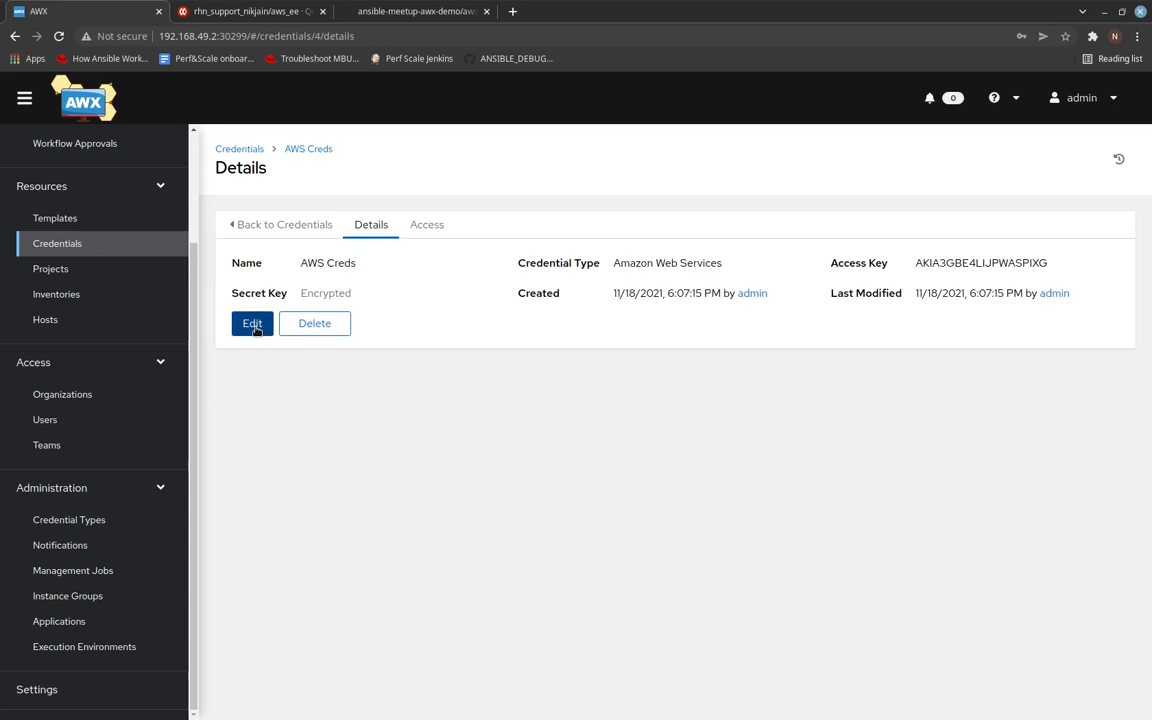 AWX
rhn_support_nikjain/aws_ee · Q
ansible-meetup-awx-demo/aws
Not secure | 192.168.49.2:30299/#/credentials/4/details
N
Apps
How Ansible Work...
Perf&Scale onboar...
Troubleshoot MBU...
Perf Scale Jenkins
ANSIBLE_DEBUG...
Reading list
AWX
0
admin
Workflow Approvals
Resources
Templates
Credentials
Projects
Inventories
Hosts
Access
Organizations
Users
Teams
Administration
Credential Types
Notifications
Management Jobs
Instance Groups
Applications
Execution Environments
Settings
Credentials > AWS Creds
Details
Back to Credentials
Details
Access
Name AWS Creds
Credential Type Amazon Web Services
Access Key AKIA3GBE4LIJPWASPIXG
Secret Key Encrypted
Created 11/18/2021, 6:07:15 PM by admin
Last Modified 11/18/2021, 6:07:15 PM by admin
Edit
Delete